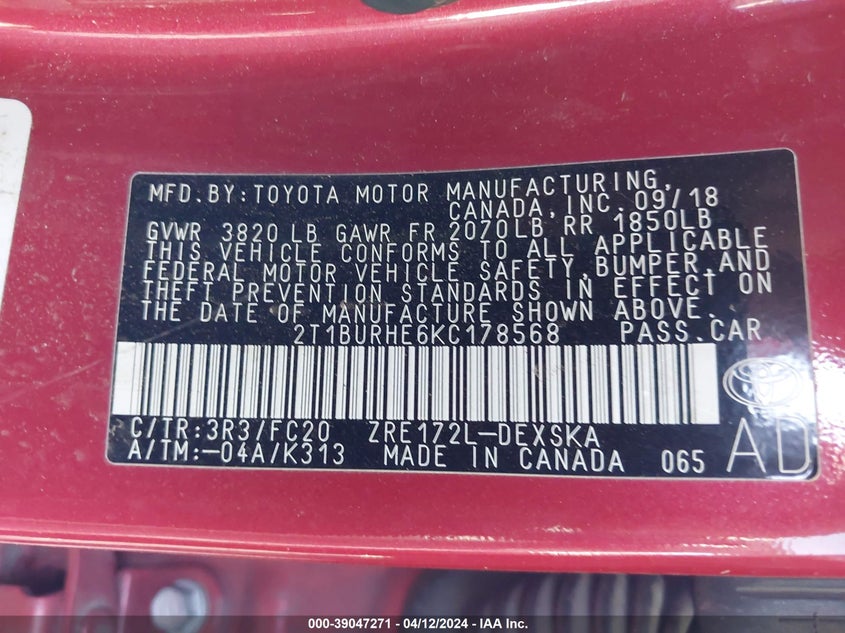 MFD.BY:TOYOTA MOTOR MANUFACTURING,
CANADA,INC. 09/18
GVWR 3820 LB GAWR FR 2070LB, RR 1850LB
THIS VEHICLE CONFORMS TO ALL APPLICABLE
FEDERAL MOTOR VEHICLE SAFETY,BUMPER,AND
THEFT PREVENTION STANDARDS IN EFFECT ON
THE DATE OF MANUFACTURE SHOWN ABOVE.
2T1BURHE6KC178568 PASS.CAR
C/TR:3R3/FC20 ZRE172L-DEXSKA
A/TM:-04A/K313 MADE IN CANADA 065 AD
000-39047271 - 04/12/2024 - IAA Inc.